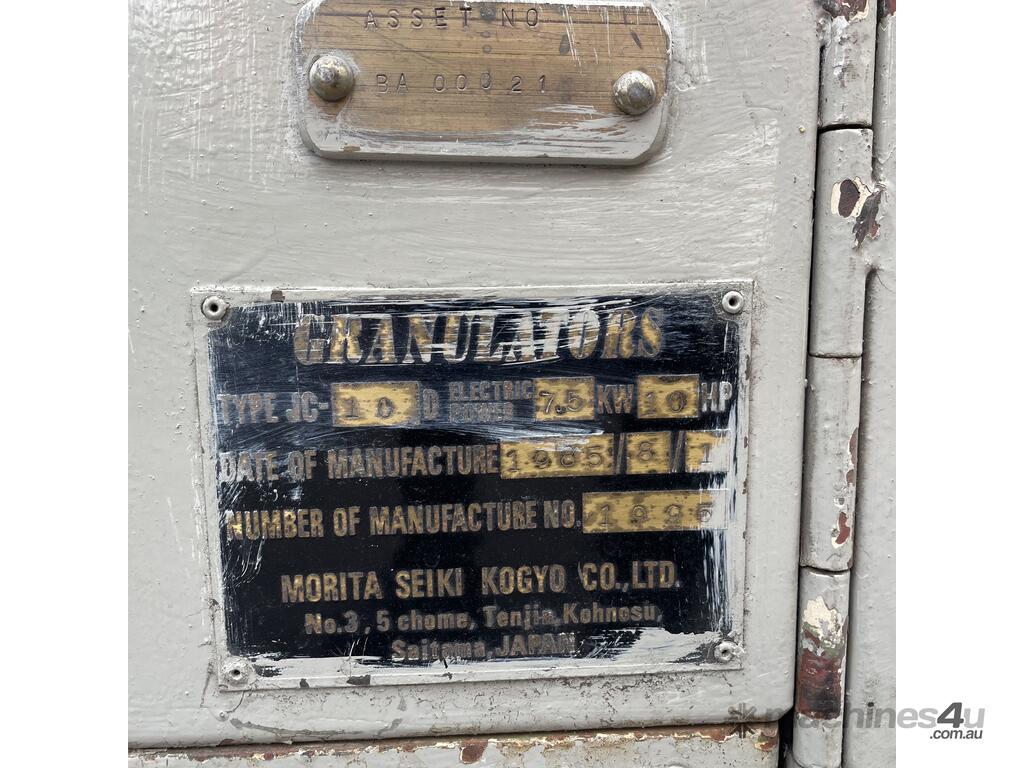 ASSET NO
BA 00021
GRANULATORS
TYPE JC- 10 D ELECTRIC POWER 7.5 KW 10 HP
DATE OF MANUFACTURE 1985/8/1
NUMBER OF MANUFACTURE NO.
MORITA SEIKI KOGYO CO.,LTD.
No.3, 5 chome, Tenjin, Kohnosu,
Saitama, JAPAN
machines4u
.com.au